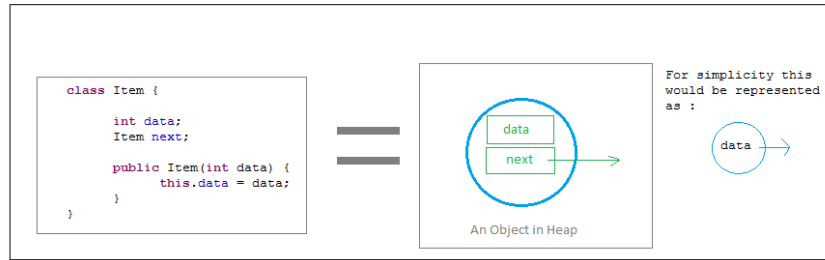 class Item {
int data;
Item next;
public Item(int data) {
this.data = data;
}
}
data
next
An Object in Heap
For simplicity this
would be represented
as :
data